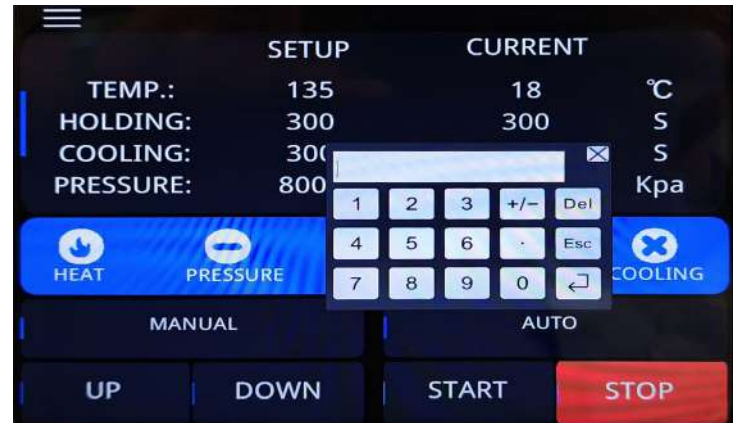 SETUP CURRENT
TEMP.: 135 18 ℃
HOLDING: 300 300 S
COOLING: S
PRESSURE: 800 Kpa
1 2 3 +/- Del
4 5 6 . Esc
7 8 9 0
HEAT PRESSURE COOLING
MANUAL AUTO
UP DOWN START STOP